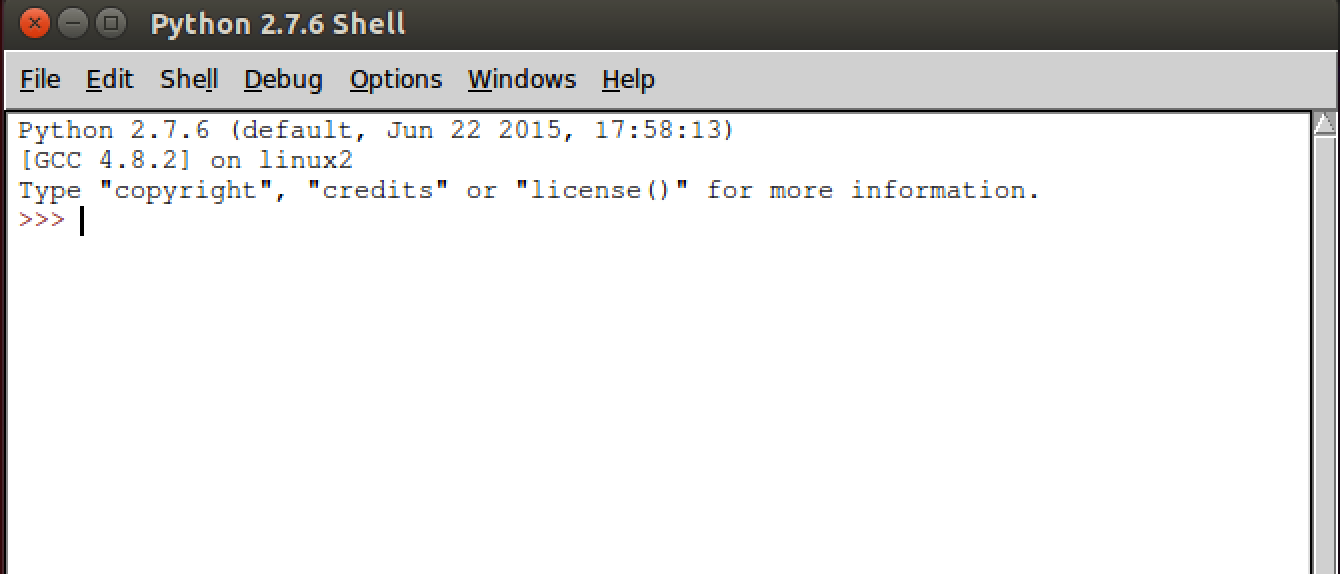 Python 2.7.6 Shell
File Edit Shell Debug Options Windows Help
Python 2.7.6 (default, Jun 22 2015, 17:58:13)
[GCC 4.8.2] on linux2
Type "copyright", "credits" or "license()" for more information.
>>>